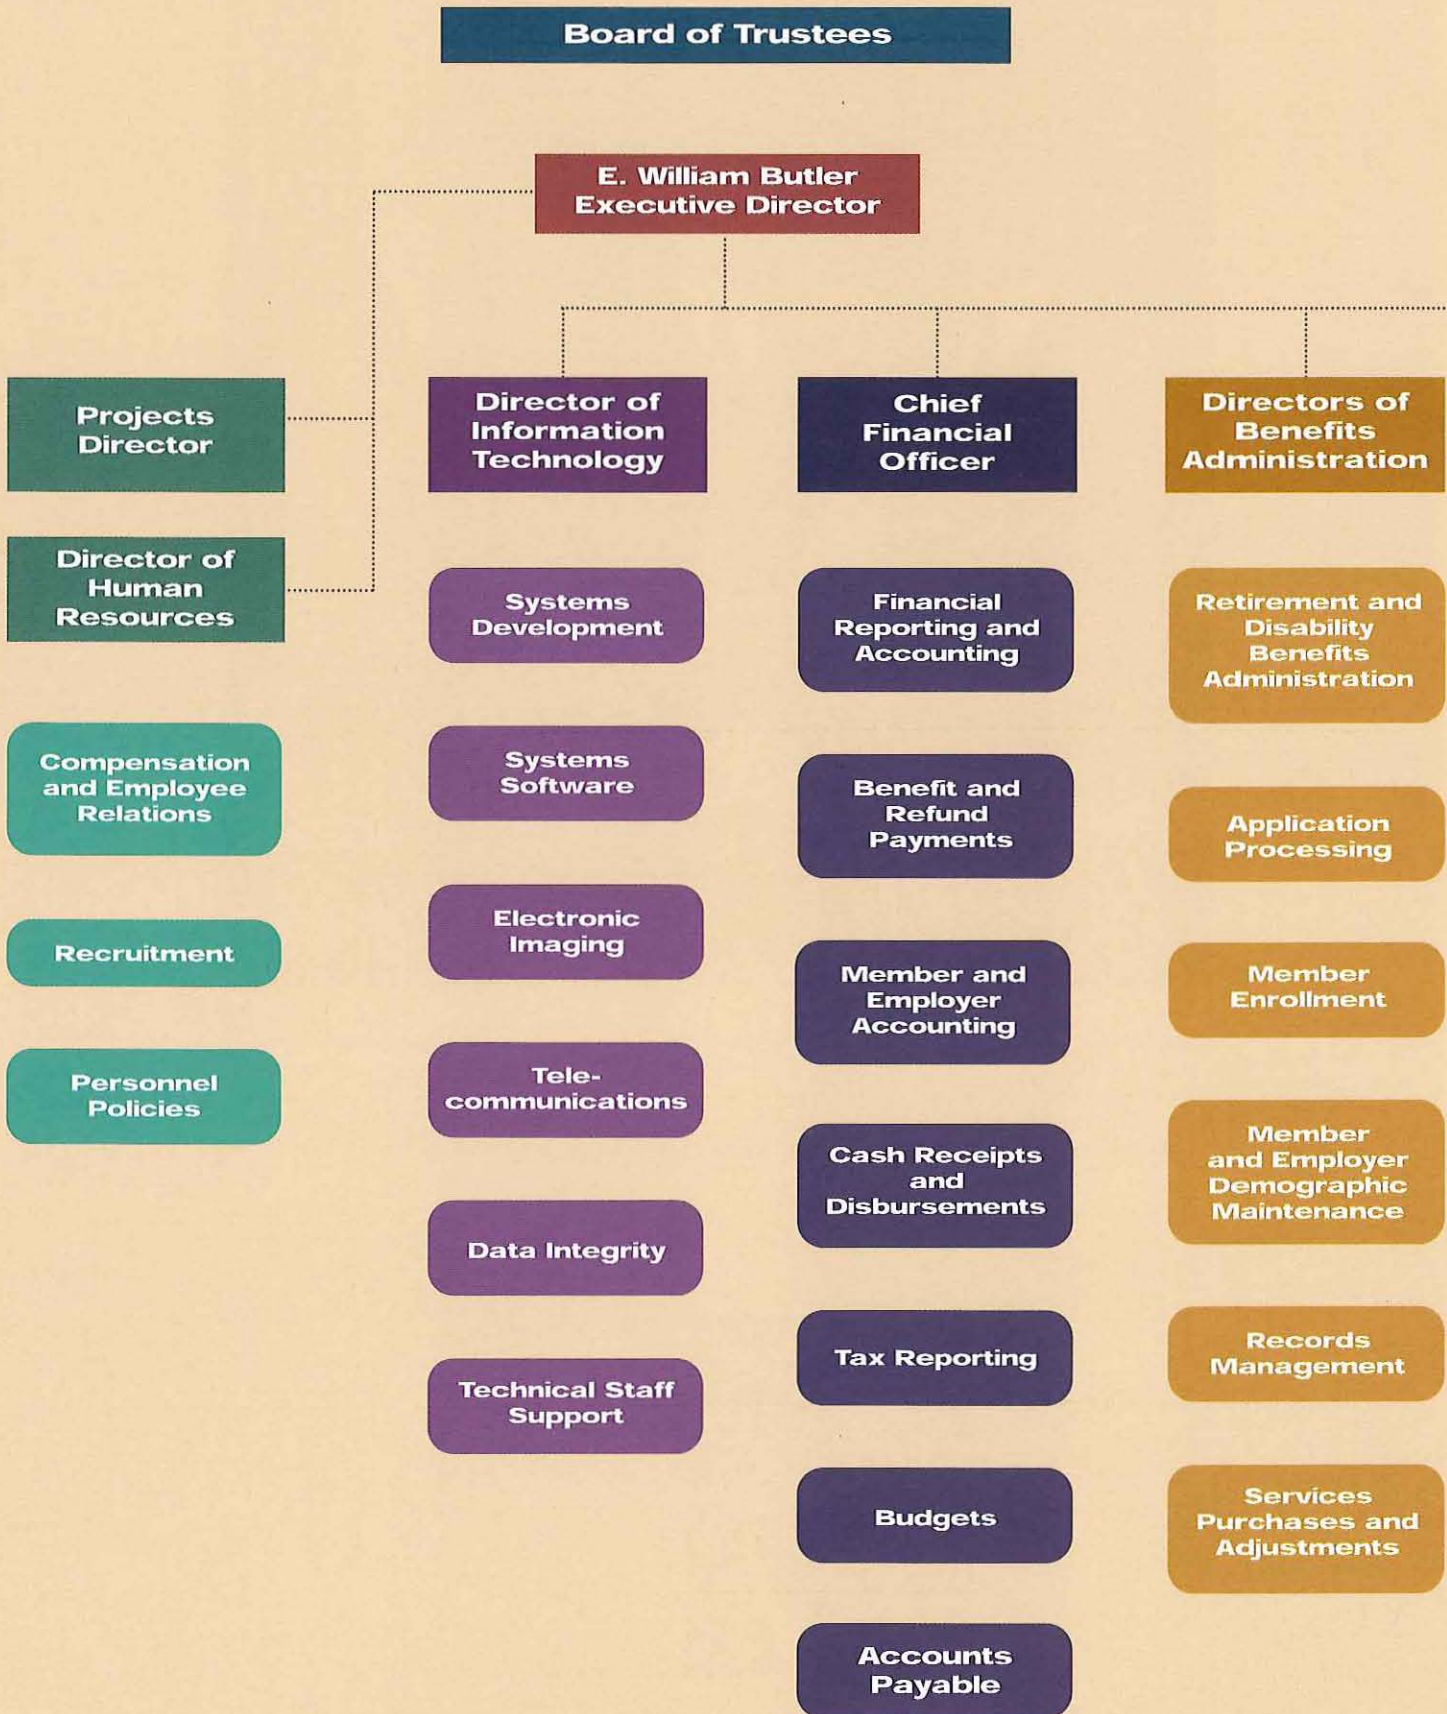 Board of Trustees
E. William Butler
Executive Director
Projects
Director
Director of
Human
Resources
Compensation
and Employee
Relations
Recruitment
Personnel
Policies
Director of
Information
Technology
Systems
Development
Systems
Software
Electronic
Imaging
Tele-
communications
Data Integrity
Technical Staff
Support
Chief
Financial
Officer
Financial
Reporting and
Accounting
Benefit and
Refund
Payments
Member and
Employer
Accounting
Cash Receipts
and
Disbursements
Tax Reporting
Budgets
Accounts
Payable
Directors of
Benefits
Administration
Retirement and
Disability
Benefits
Administration
Application
Processing
Member
Enrollment
Member
and Employer
Demographic
Maintenance
Records
Management
Services
Purchases and
Adjustments